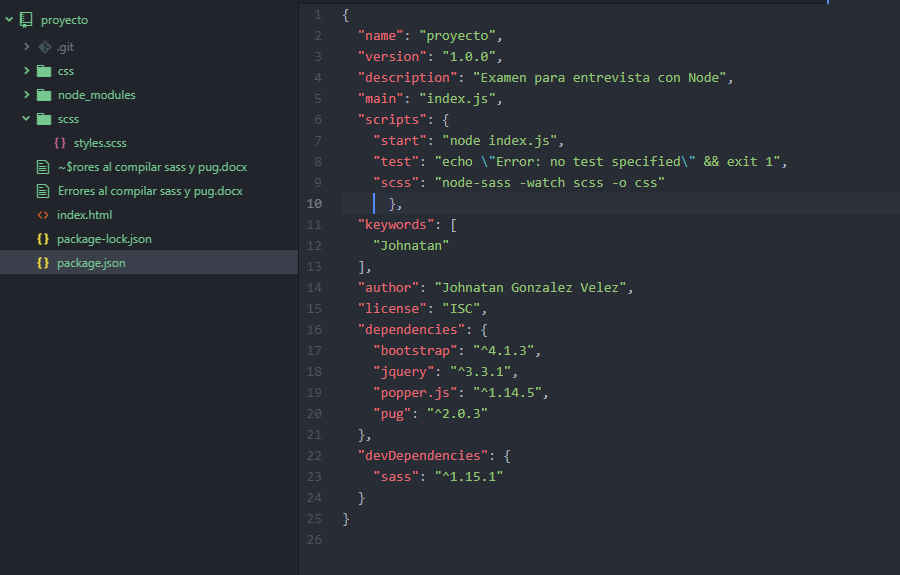 proyecto
.git
css
node_modules
scss
styles.scss
~$rores al compilar sass y pug.docx
Errores al compilar sass y pug.docx
index.html
package-lock.json
package.json
1 {
2 "name": "proyecto",
3 "version": "1.0.0",
4 "description": "Examen para entrevista con Node",
5 "main": "index.js",
6 "scripts": {
7 "start": "node index.js",
8 "test": "echo \"Error: no test specified\" && exit 1",
9 "scss": "node-sass -watch scss -o css"
10 },
11 "keywords": [
12 "Johnatan"
13 ],
14 "author": "Johnatan Gonzalez Velez",
15 "license": "ISC",
16 "dependencies": {
17 "bootstrap": "^4.1.3",
18 "jquery": "^3.3.1",
19 "popper.js": "^1.14.5",
20 "pug": "^2.0.3"
21 },
22 "devDependencies": {
23 "sass": "^1.15.1"
24 }
25 }
26